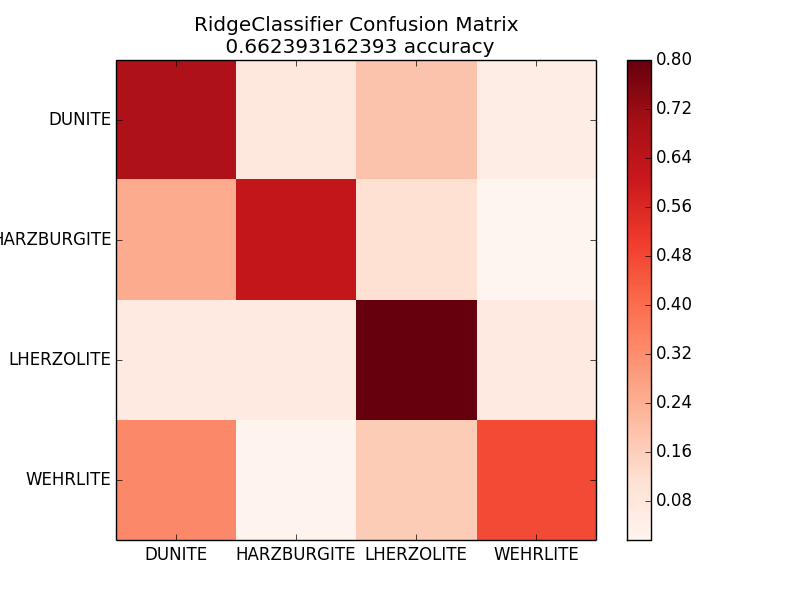 RidgeClassifier Confusion Matrix
0.662393162393 accuracy
DUNITE
HARZBURGITE
LHERZOLITE
WEHRLITE
DUNITE HARZBURGITE LHERZOLITE WEHRLITE
0.80
0.72
0.64
0.56
0.48
0.40
0.32
0.24
0.16
0.08